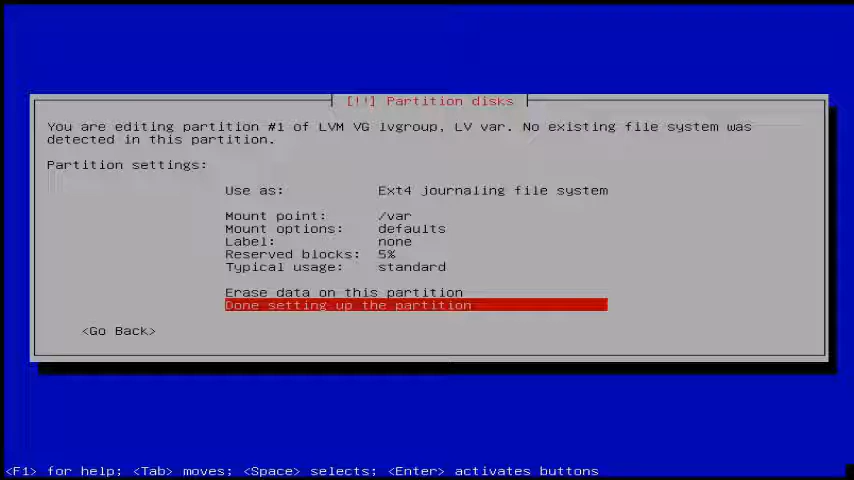 [!!] Partition disks
You are editing partition #1 of LVM VG lvgroup, LV var. No existing file system was
detected in this partition.
Partition settings:
Use as: Ext4 journaling file system
Mount point: /var
Mount options: defaults
Label: none
Reserved blocks: 5%
Typical usage: standard
Erase data on this partition
Done setting up the partition
<Go Back>
<F1> for help; <Tab> moves; <Space> selects; <Enter> activates buttons